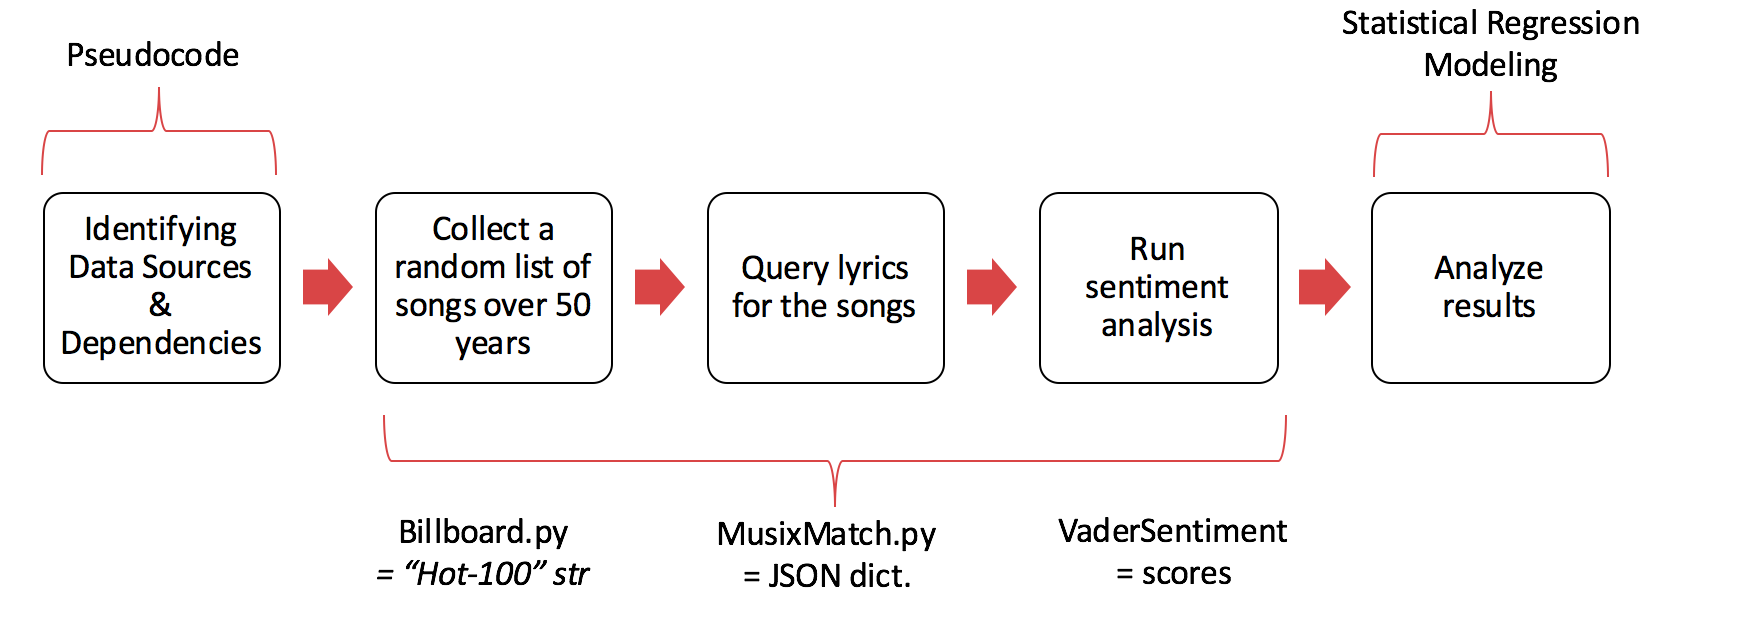 Pseudocode
Statistical Regression
Modeling
Identifying
Data Sources
&
Dependencies
Collect a
random list of
songs over 50
years
Query lyrics
for the songs
Run
sentiment
analysis
Analyze
results
Billboard.py
= “Hot-100” str
MusixMatch.py
= JSON dict.
VaderSentiment
= scores